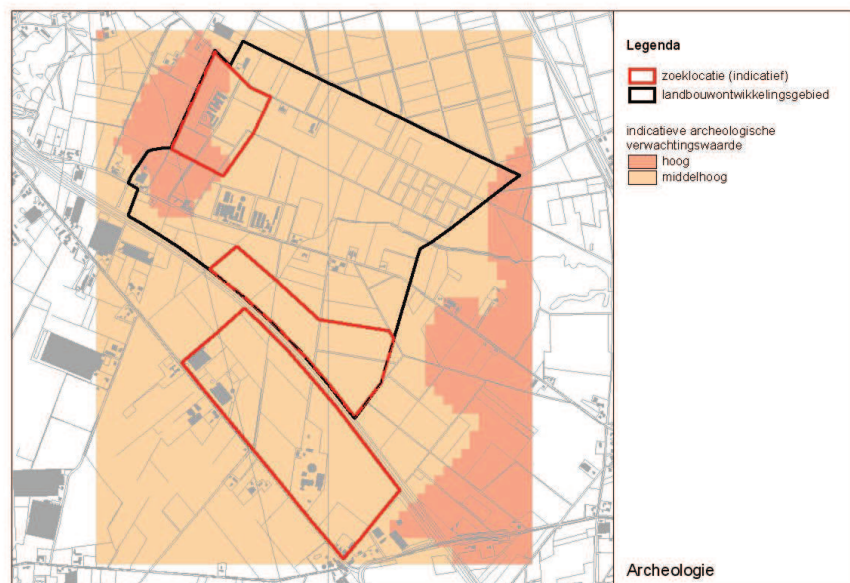 Legenda
zoeklocatie (indicatief)
landbouwontwikkelingsgebied
indicatieve archeologische
verwachtingswaarde
hoog
middelhoog
Archeologie